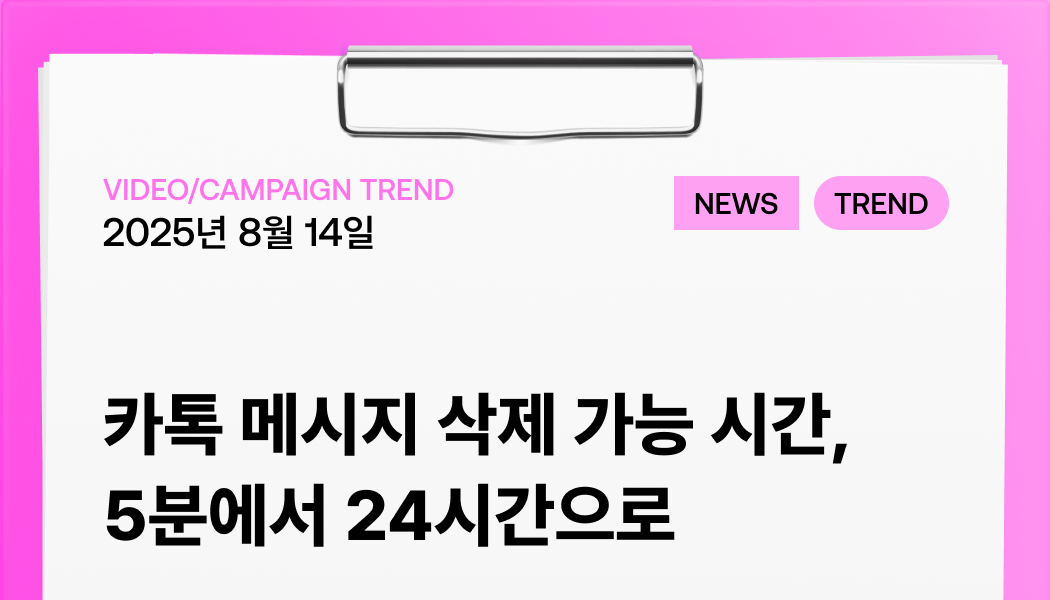 VIDEO/CAMPAIGN TREND
2025년 8월 14일
NEWS
TREND
카톡 메시지 삭제 가능 시간,
5분에서 24시간으로